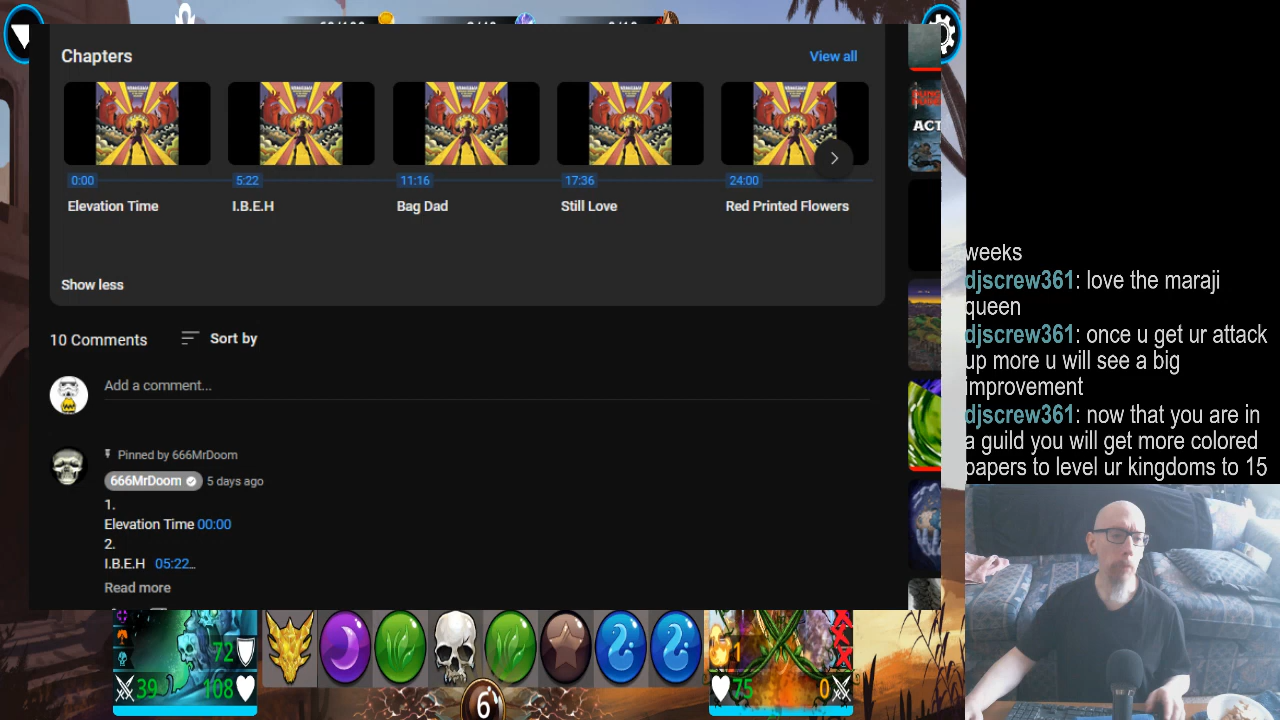 Chapters
View all
0:00
5:22
11:16
17:36
24:00
Elevation Time
I.B.E.H
Bag Dad
Still Love
Red Printed Flowers
Show less
10 Comments
Sort by
Add a comment...
Pinned by 666MrDoom
666MrDoom 5 days ago
1.
Elevation Time 00:00
2.
I.B.E.H 05:22...
Read more
ACT
weeks
djscrew361: love the maraji
queen
djscrew361: once u get ur attack
up more u will see a big
improvement
djscrew361: now that you are in
a guild you will get more colored
papers to level ur kingdoms to 15
72
39
108
6
1
75
0